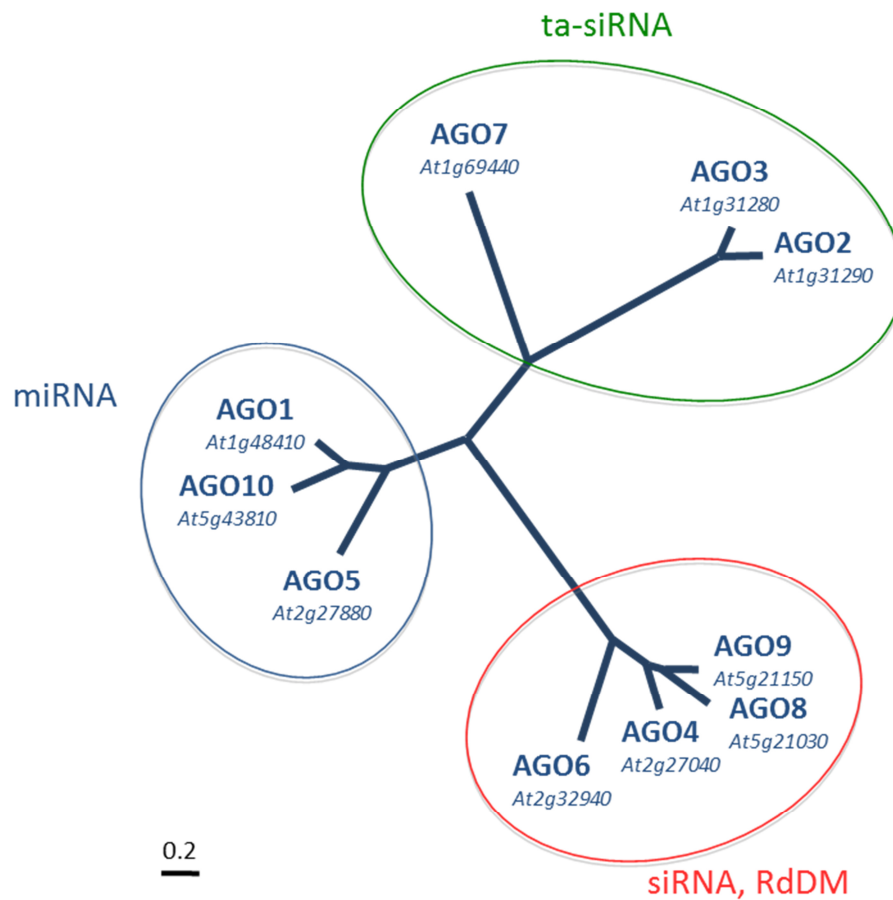 ta-siRNA
AGO7
At1g69440
AGO3
At1g31280
AGO2
At1g31290
miRNA
AGO1
At1g48410
AGO10
At5g43810
AGO5
At2g27880
AGO9
At5g21150
AGO8
At5g21030
AGO4
At2g27040
AGO6
At2g32940
0.2
siRNA, RdDM